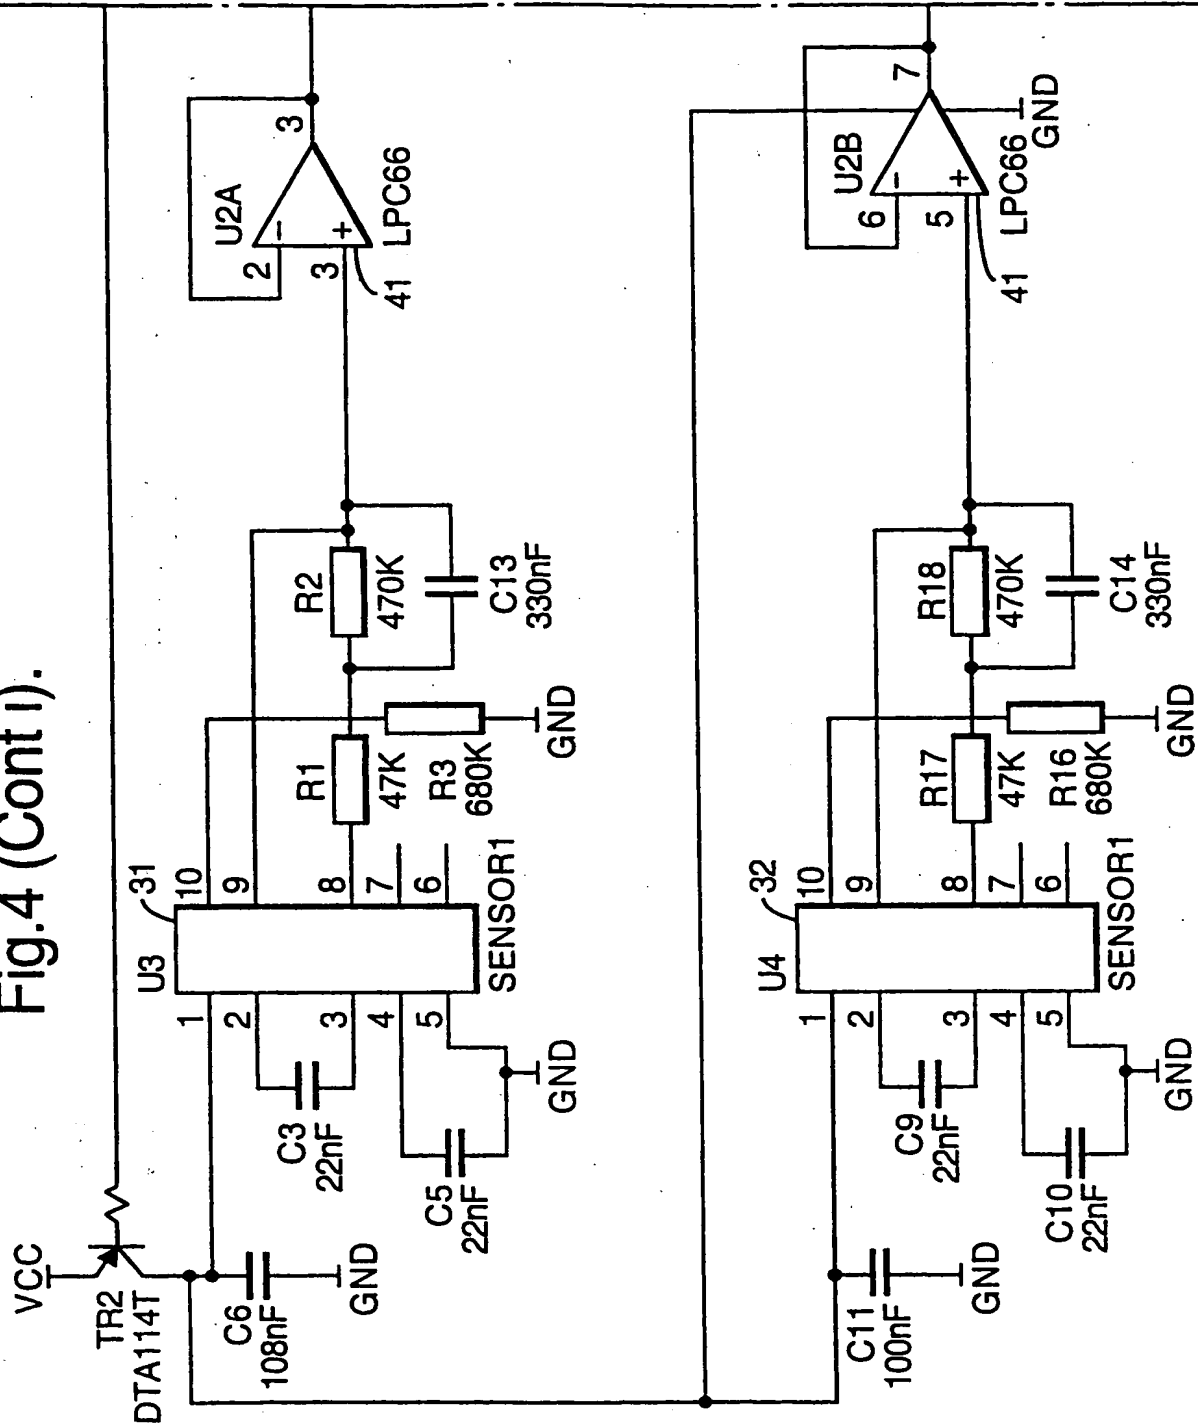 Fig.4 (Cont i).
VCC
TR2
DTA114T
C6
108nF
GND
U3
31
1
2
3
4
5
10
9
8
7
6
SENSOR1
C3
22nF
C5
22nF
GND
R1
47K
R3
680K
GND
R2
470K
C13
330nF
U2A
2
3
3
-
+
LPC66
41
C11
100nF
GND
U4
32
1
2
3
4
5
10
9
8
7
6
SENSOR1
C9
22nF
C10
22nF
GND
R17
47K
R16
680K
GND
R18
470K
C14
330nF
U2B
6
5
7
-
+
LPC66
41
GND